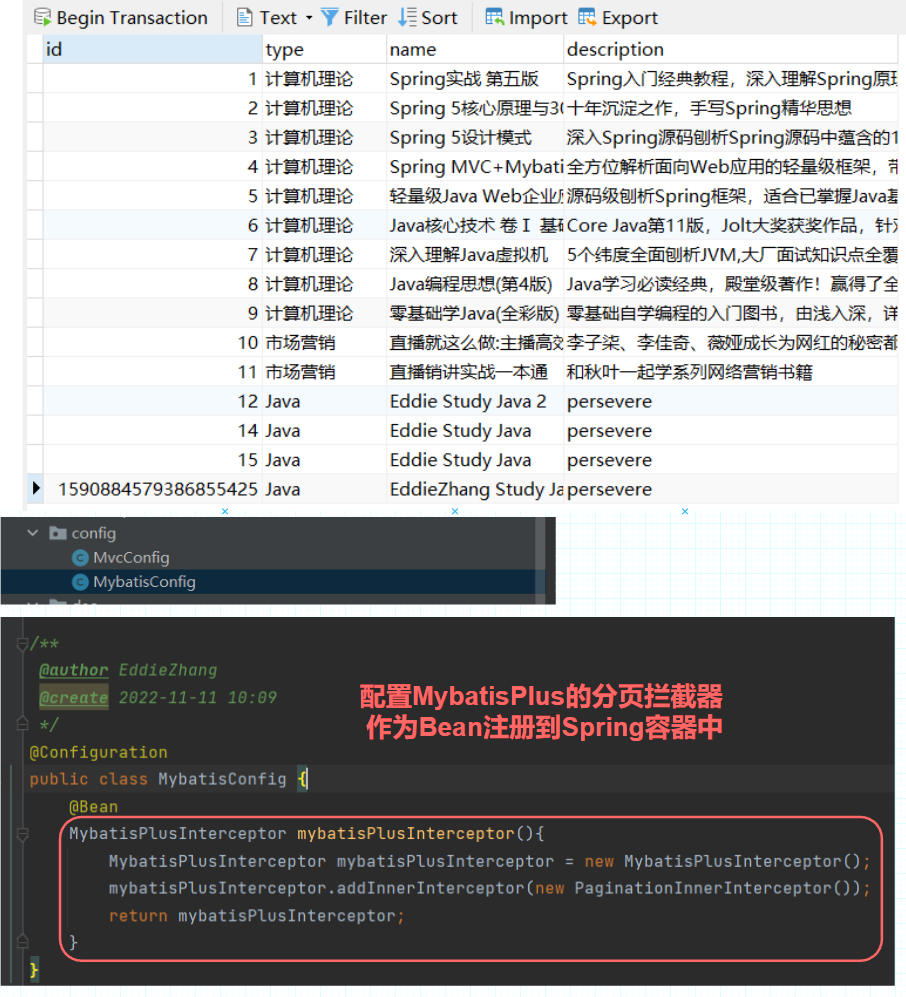 Begin Transaction Text Filter Sort Import Export
id type name description
1 计算机理论 Spring实战 第五版 Spring入门经典教程，深入理解Spring原理
2 计算机理论 Spring 5核心原理与30 十年沉淀之作，手写Spring精华思想
3 计算机理论 Spring 5设计模式 深入Spring源码刨析Spring源码中蕴含的1
4 计算机理论 Spring MVC+Mybati 全方位解析面向Web应用的轻量级框架，带
5 计算机理论 轻量级Java Web企业应 源码级刨析Spring框架，适合已掌握Java基
6 计算机理论 Java核心技术 卷Ⅰ 基础 Core Java第11版，Jolt大奖获奖作品，针对
7 计算机理论 深入理解Java虚拟机 5个纬度全面刨析JVM,大厂面试知识点全覆
8 计算机理论 Java编程思想(第4版) Java学习必读经典，殿堂级著作！赢得了全
9 计算机理论 零基础学Java(全彩版) 零基础自学编程的入门图书，由浅入深，详
10 市场营销 直播就这么做:主播高效 李子柒、李佳奇、薇娅成长为网红的秘密都
11 市场营销 直播销讲实战一本通 和秋叶一起学系列网络营销书籍
12 Java Eddie Study Java 2 persevere
14 Java Eddie Study Java persevere
15 Java Eddie Study Java persevere
1590884579386855425 Java EddieZhang Study Ja persevere
config
MvcConfig
MybatisConfig
/**
@author EddieZhang
@create 2022-11-11 10:09
*/
配置MybatisPlus的分页拦截器
作为Bean注册到Spring容器中
@Configuration
public class MybatisConfig {
@Bean
MybatisPlusInterceptor mybatisPlusInterceptor(){
MybatisPlusInterceptor mybatisPlusInterceptor = new MybatisPlusInterceptor();
mybatisPlusInterceptor.addInnerInterceptor(new PaginationInnerInterceptor());
return mybatisPlusInterceptor;
}
}